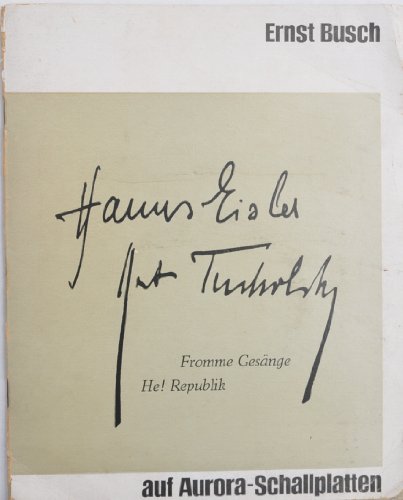 Ernst Busch
Hanns Eisler
Kurt Tucholsky
Fromme Gesänge
He! Republik
auf Aurora-Schallplatten